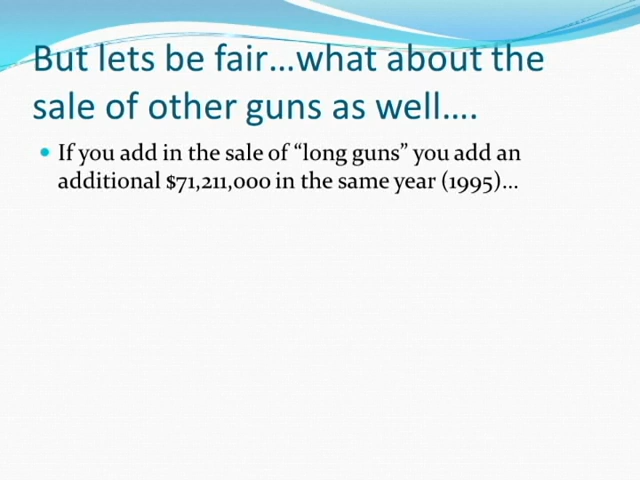 But lets be fair…what about the
sale of other guns as well….
If you add in the sale of “long guns” you add an
additional $71,211,000 in the same year (1995)…